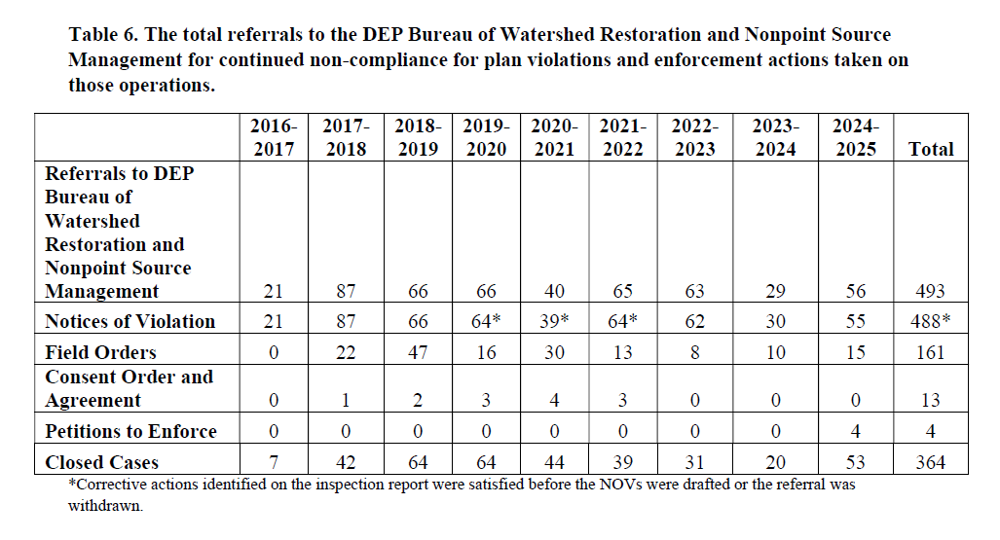 Table 6. The total referrals to the DEP Bureau of Watershed Restoration and Nonpoint Source
Management for continued non-compliance for plan violations and enforcement actions taken on
those operations.
2016- 2017- 2018- 2019- 2020- 2021- 2022- 2023- 2024-
2017 2018 2019 2020 2021 2022 2023 2024 2025 Total
Referrals to DEP
Bureau of
Watershed
Restoration and
Nonpoint Source
Management 21 87 66 66 40 65 63 29 56 493
Notices of Violation 21 87 66 64* 39* 64* 62 30 55 488*
Field Orders 0 22 47 16 30 13 8 10 15 161
Consent Order and
Agreement 0 1 2 3 4 3 0 0 0 13
Petitions to Enforce 0 0 0 0 0 0 0 0 4 4
Closed Cases 7 42 64 64 44 39 31 20 53 364
*Corrective actions identified on the inspection report were satisfied before the NOVs were drafted or the referral was
withdrawn.